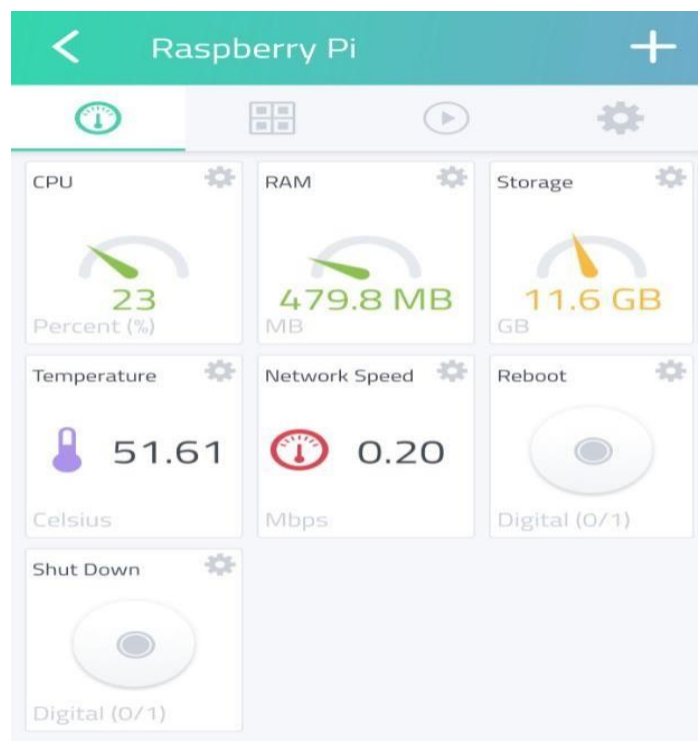 Raspberry Pi
CPU
23
Percent (%)
RAM
479.8 MB
MB
Storage
11.6 GB
GB
Temperature
51.61
Celsius
Network Speed
0.20
Mbps
Reboot
Digital (0/1)
Shut Down
Digital (0/1)